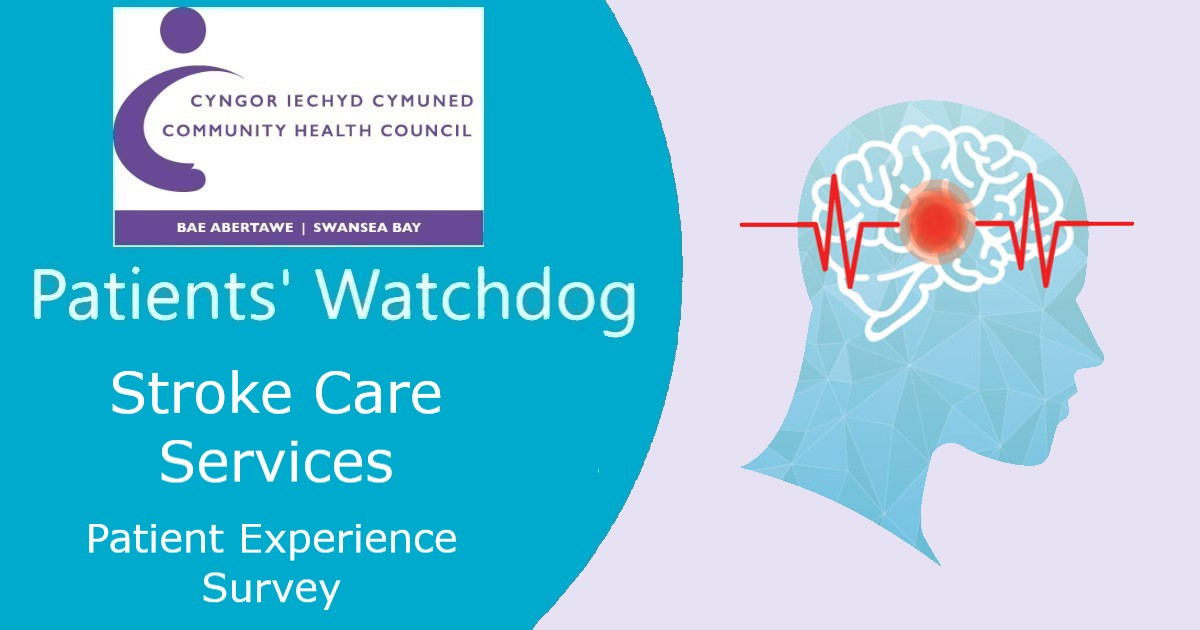 CYNGOR IECHYD CYMUNED
COMMUNITY HEALTH COUNCIL
BAE ABERTAWE | SWANSEA BAY
Patients' Watchdog
Stroke Care
Services
Patient Experience
Survey